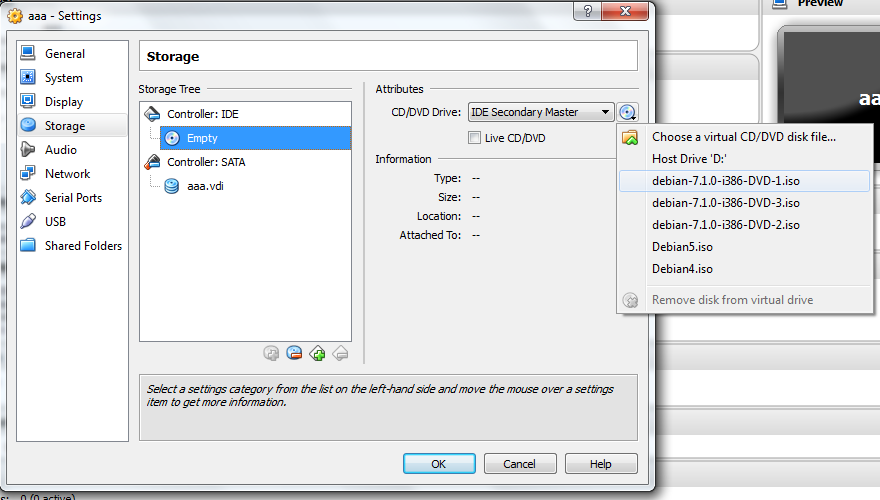 aaa - Settings
Preview
General
System
Display
Storage
Audio
Network
Serial Ports
USB
Shared Folders
Storage
Storage Tree
Controller: IDE
Empty
Controller: SATA
aaa.vdi
Attributes
CD/DVD Drive: IDE Secondary Master
Live CD/DVD
Information
Type: --
Size: --
Location: --
Attached To: --
Choose a virtual CD/DVD disk file...
Host Drive 'D:'
debian-7.1.0-i386-DVD-1.iso
debian-7.1.0-i386-DVD-3.iso
debian-7.1.0-i386-DVD-2.iso
Debian5.iso
Debian4.iso
Remove disk from virtual drive
aa
Select a settings category from the list on the left-hand side and move the mouse over a settings
item to get more information.
OK
Cancel
Help
s: 0 (0 active)